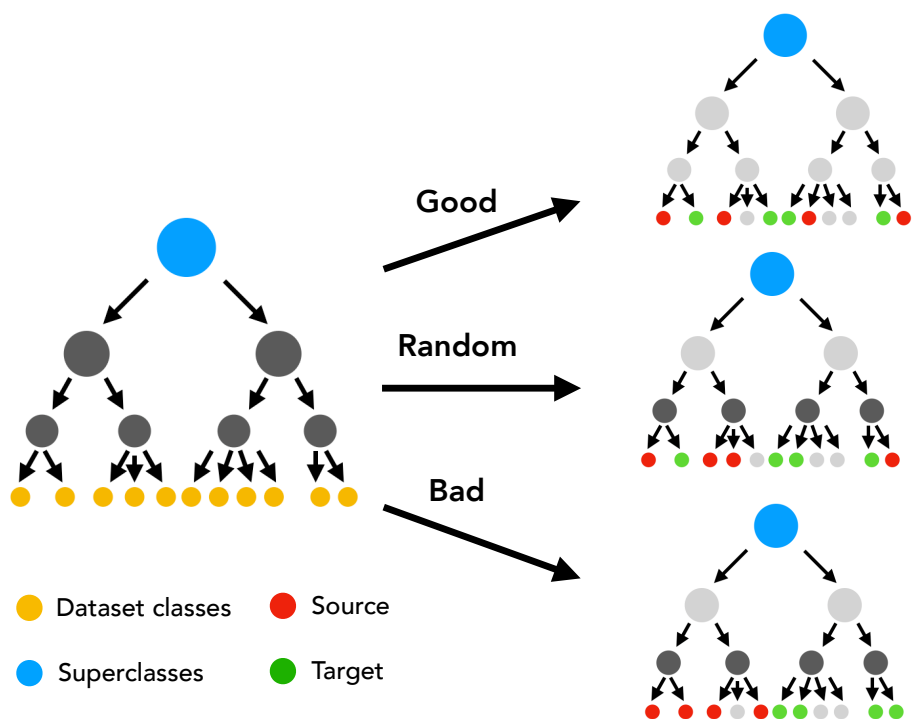 Good
Random
Bad
Dataset classes
Source
Superclasses
Target